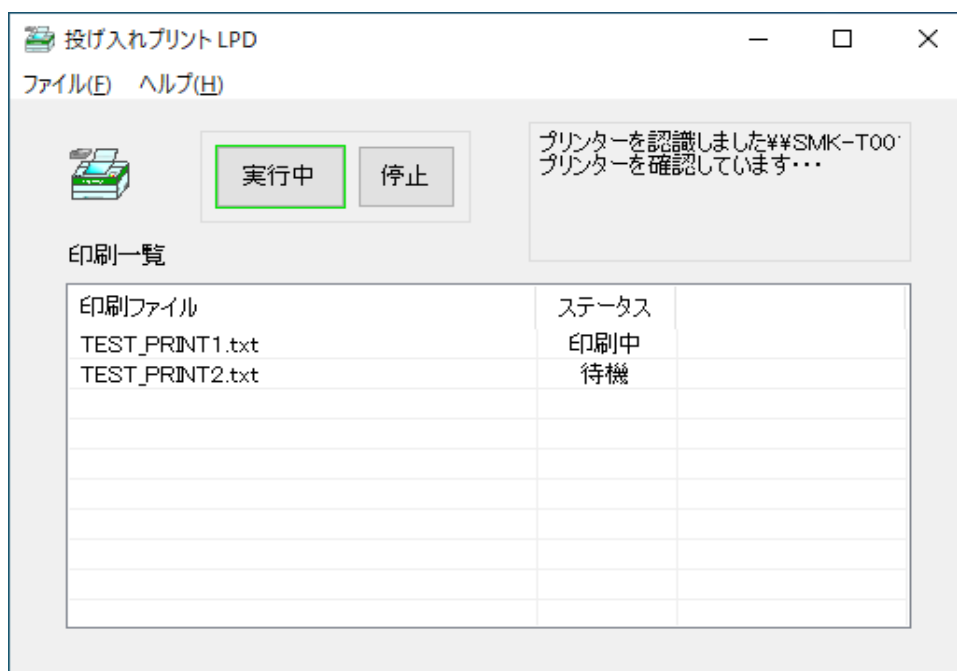 投げ入れプリント LPD
ファイル(F) ヘルプ(H)
実行中 停止
プリンターを認識しました¥¥SMK-T00
プリンターを確認しています・・・
印刷一覧
印刷ファイル ステータス
TEST_PRINT1.txt 印刷中
TEST_PRINT2.txt 待機